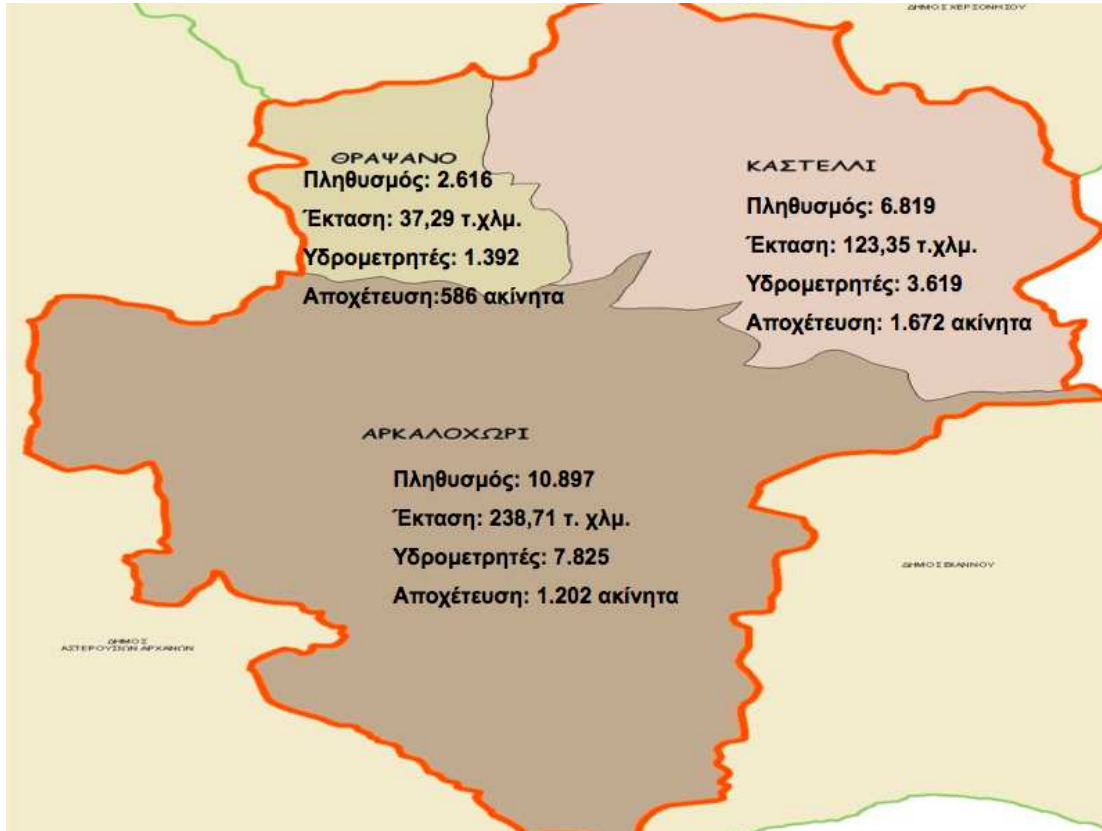 ΔΗΜΟΣ ΧΕΡΣΟΝΗΣΟΥ
ΘΡΑΨΑΝΟ
Πληθυσμός: 2.616
Έκταση: 37,29 τ.χλμ.
Υδρομετρητές: 1.392
Αποχέτευση:586 ακίνητα
ΚΑΣΤΕΛΛΙ
Πληθυσμός: 6.819
Έκταση: 123,35 τ.χλμ.
Υδρομετρητές: 3.619
Αποχέτευση: 1.672 ακίνητα
ΑΡΚΑΛΟΧΩΡΙ
Πληθυσμός: 10.897
Έκταση: 238,71 τ. χλμ.
Υδρομετρητές: 7.825
Αποχέτευση: 1.202 ακίνητα
ΔΗΜΟΣ ΒΙΑΝΝΟΥ
ΔΗΜΟΣ
ΑΣΤΕΡΟΥΣΙΩΝ ΑΡΧΑΝΩΝ